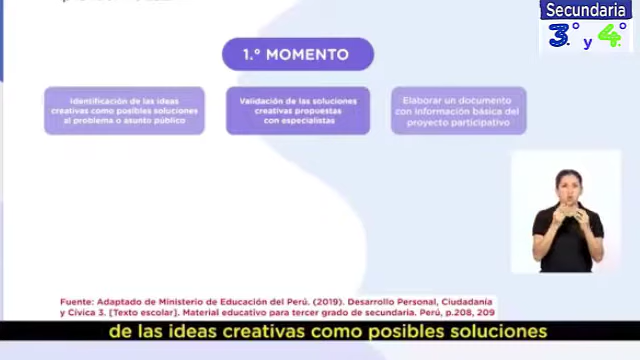 Secundaria
3.° y 4.°
1.° MOMENTO
Identificación de las ideas
creativas como posibles soluciones
al problema o asunto público
Validación de las soluciones
creativas propuestas
con especialistas
Elaborar un documento
con información básica del
proyecto participativo
Fuente: Adaptado de Ministerio de Educación del Perú. (2019). Desarrollo Personal, Ciudadanía
y Cívica 3. [Texto escolar]. Material educativo para tercer grado de secundaria. Perú, p.208, 209
de las ideas creativas como posibles soluciones